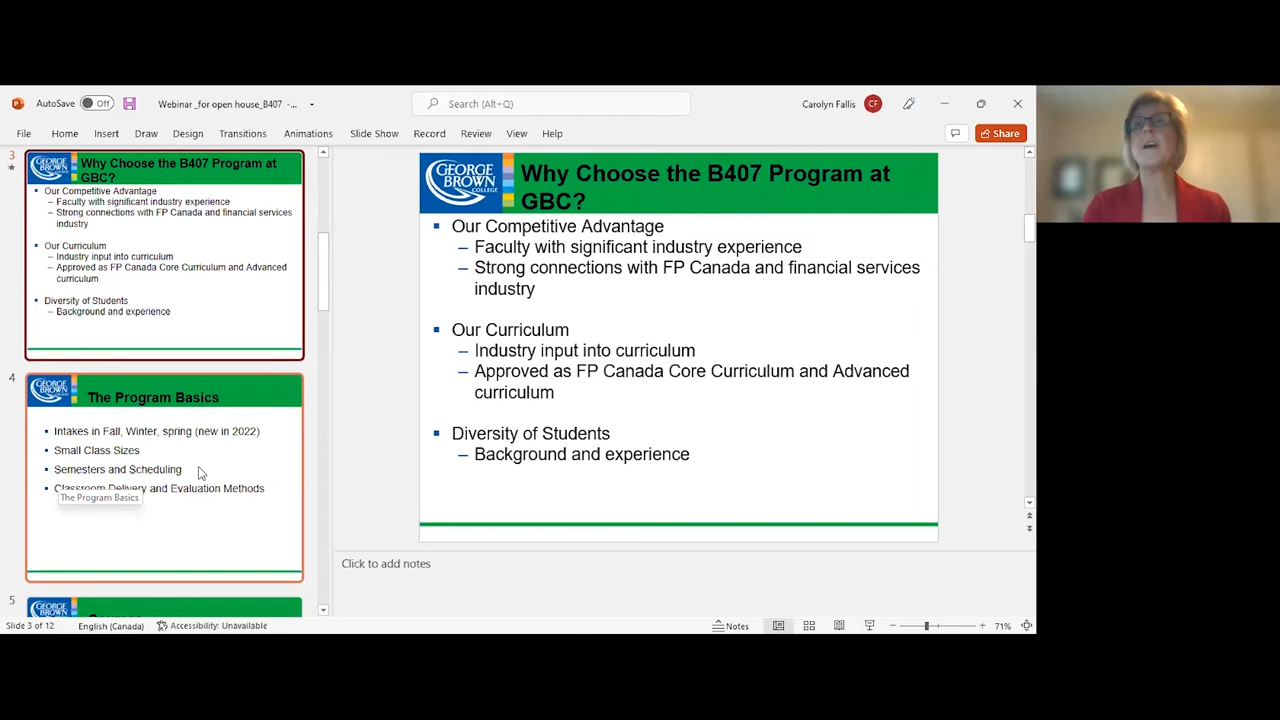 AutoSave Off Webinar _for open house_B407 -... Search (Alt+Q) Carolyn Fallis CF
File Home Insert Draw Design Transitions Animations Slide Show Record Review View Help Share
3
GEORGE BROWN COLLEGE
Why Choose the B407 Program at
GBC?
Our Competitive Advantage
– Faculty with significant industry experience
– Strong connections with FP Canada and financial services
industry
Our Curriculum
– Industry input into curriculum
– Approved as FP Canada Core Curriculum and Advanced
curriculum
Diversity of Students
– Background and experience
4
GEORGE BROWN COLLEGE
The Program Basics
Intakes in Fall, Winter, spring (new in 2022)
Small Class Sizes
Semesters and Scheduling
Classroom Delivery and Evaluation Methods
The Program Basics
5
GEORGE
GEORGE
BROWN
COLLEGE
Why Choose the B407 Program at
GBC?
Our Competitive Advantage
– Faculty with significant industry experience
– Strong connections with FP Canada and financial services
industry
Our Curriculum
– Industry input into curriculum
– Approved as FP Canada Core Curriculum and Advanced
curriculum
Diversity of Students
– Background and experience
Click to add notes
Slide 3 of 12 English (Canada) Accessibility: Unavailable Notes 71%